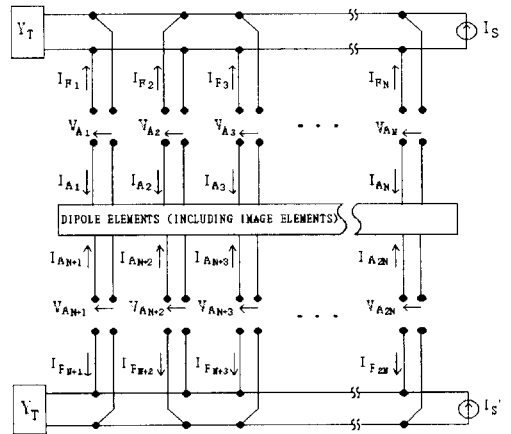 Y_T
I_S
I_F1 I_F2 I_F3 I_FN
V_A1 V_A2 V_A3 ... V_AN
I_A1 I_A2 I_A3 I_AN
DIPOLE ELEMENTS (INCLUDING IMAGE ELEMENTS)
I_AN+1 I_AN+2 I_AN+3 I_A2N
V_AN+1 V_AN+2 V_AN+3 ... V_A2N
I_FN+1 I_FN+2 I_FN+3 I_F2N
Y_T
I_S'